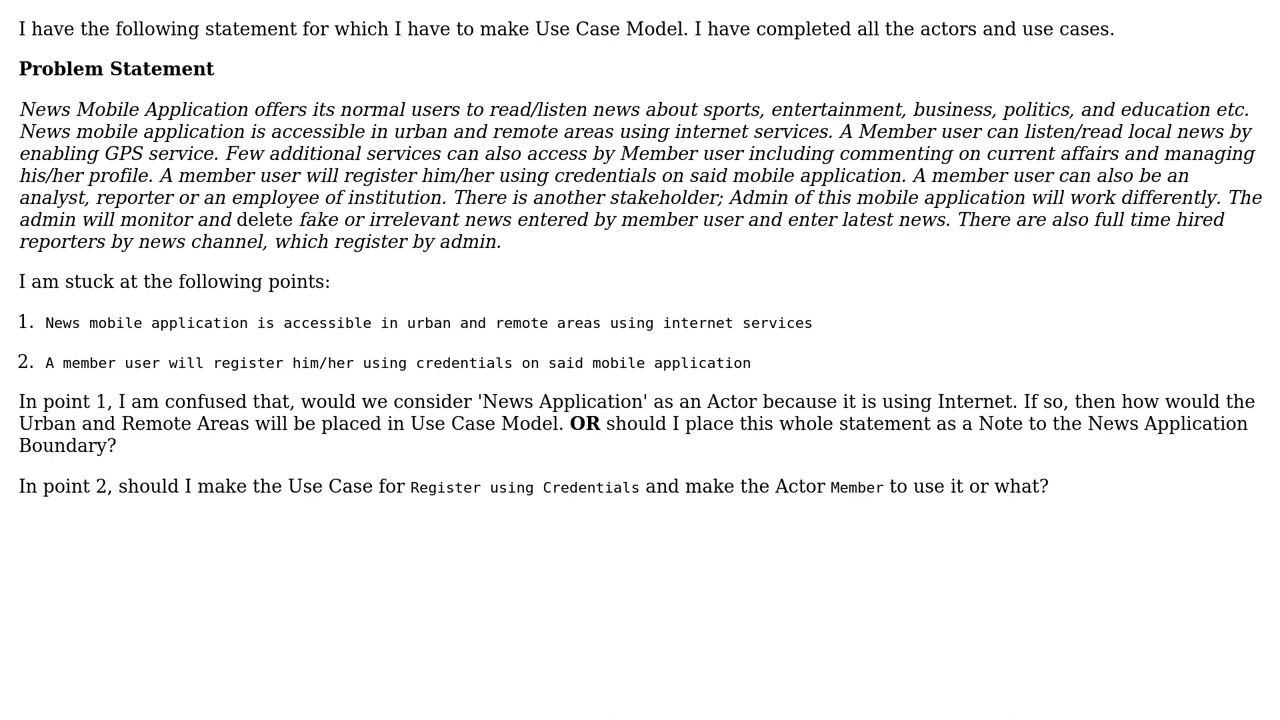 I have the following statement for which I have to make Use Case Model. I have completed all the actors and use cases.
Problem Statement
News Mobile Application offers its normal users to read/listen news about sports, entertainment, business, politics, and education etc.
News mobile application is accessible in urban and remote areas using internet services. A Member user can listen/read local news by
enabling GPS service. Few additional services can also access by Member user including commenting on current affairs and managing
his/her profile. A member user will register him/her using credentials on said mobile application. A member user can also be an
analyst, reporter or an employee of institution. There is another stakeholder; Admin of this mobile application will work differently. The
admin will monitor and delete fake or irrelevant news entered by member user and enter latest news. There are also full time hired
reporters by news channel, which register by admin.
I am stuck at the following points:
1. News mobile application is accessible in urban and remote areas using internet services
2. A member user will register him/her using credentials on said mobile application
In point 1, I am confused that, would we consider 'News Application' as an Actor because it is using Internet. If so, then how would the
Urban and Remote Areas will be placed in Use Case Model. OR should I place this whole statement as a Note to the News Application
Boundary?
In point 2, should I make the Use Case for Register using Credentials and make the Actor Member to use it or what?